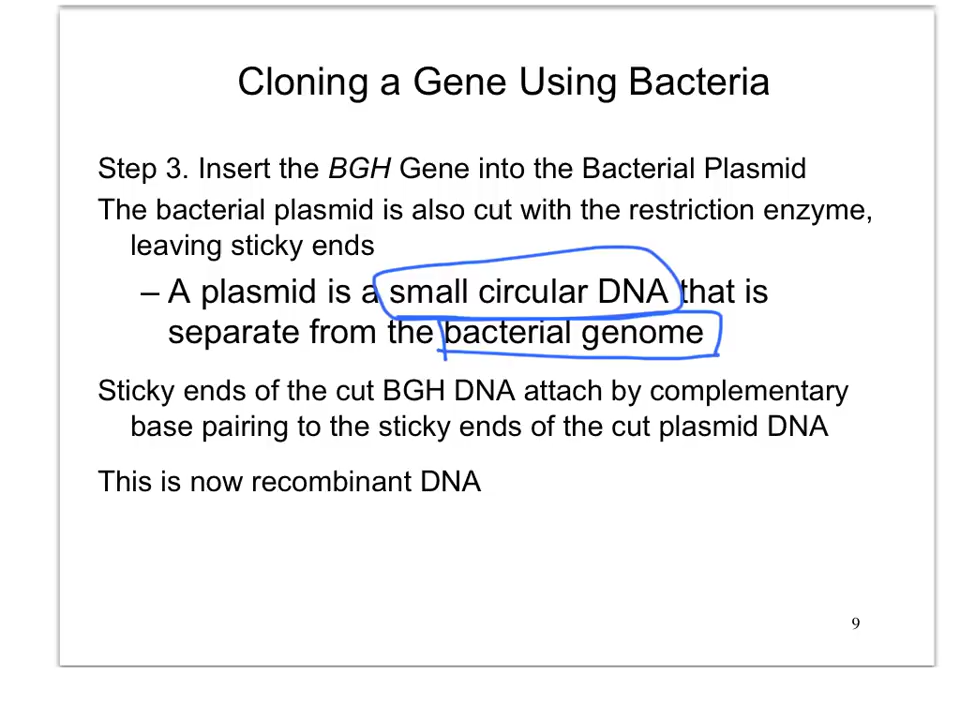 Cloning a Gene Using Bacteria
Step 3. Insert the BGH Gene into the Bacterial Plasmid
The bacterial plasmid is also cut with the restriction enzyme,
leaving sticky ends
– A plasmid is a small circular DNA that is
separate from the bacterial genome
Sticky ends of the cut BGH DNA attach by complementary
base pairing to the sticky ends of the cut plasmid DNA
This is now recombinant DNA
9